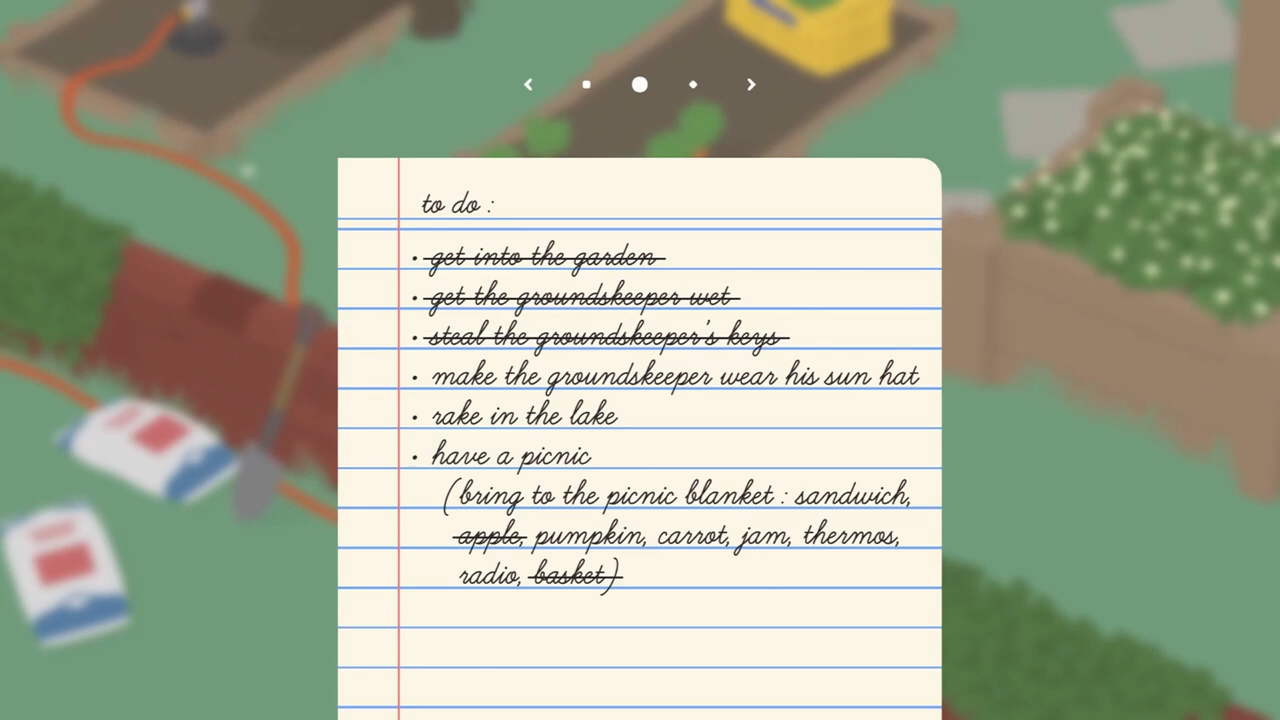 to do :
• get into the garden
• get the groundskeeper wet
• steal the groundskeeper's keys
• make the groundskeeper wear his sun hat
• rake in the lake
• have a picnic
(bring to the picnic blanket : sandwich,
apple, pumpkin, carrot, jam, thermos,
radio, basket)